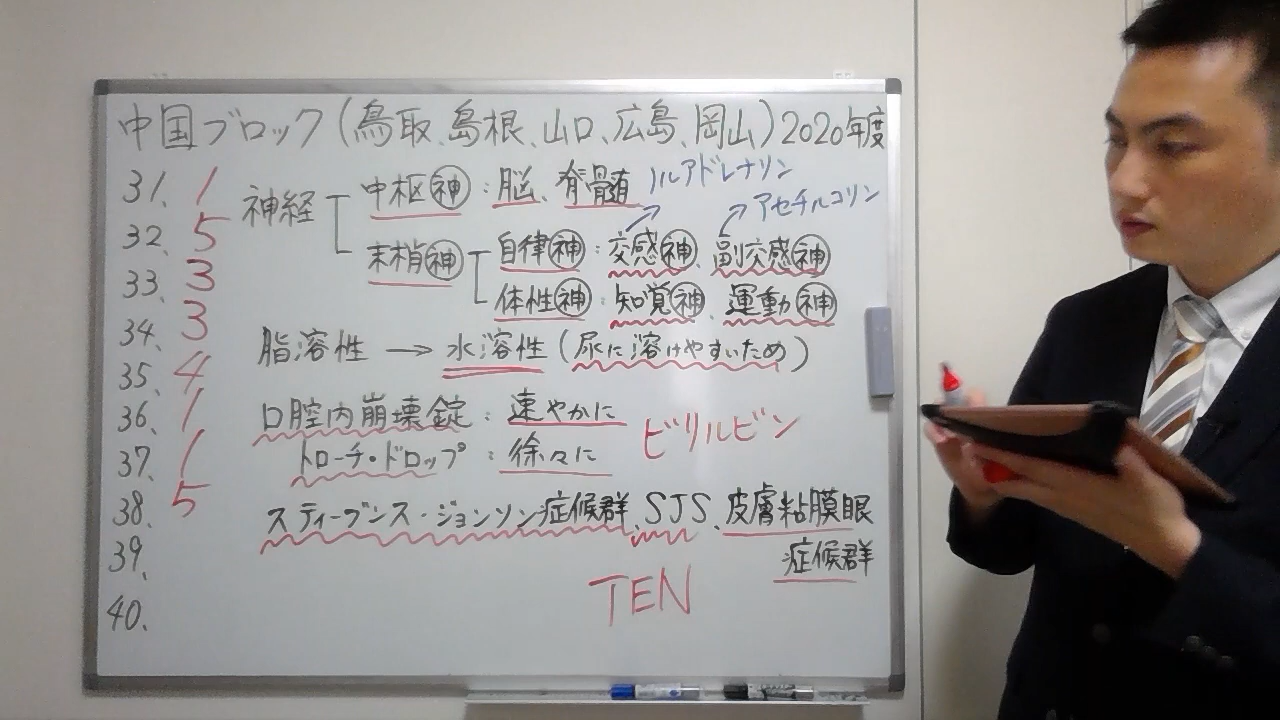 中国ブロック(鳥取、島根、山口、広島、岡山)2020年度
31、1
32、5
33、3
34、3
35、4
36、1
37、1
38、5
39、
40、
神経
中枢㊙神:脳、脊髄
ノルアドレナリン
アセチルコリン
末梢神 自律神:交感神、副交感神
体性神:知覚神、運動神
脂溶性→水溶性(尿に溶けやすいため)
口腔内崩壊錠:速やかに
ビリルビン
トローチ・ドロップ:徐々に
スティーブンス・ジョンソン症候群、SJS、皮膚粘膜眼
症候群
TEN